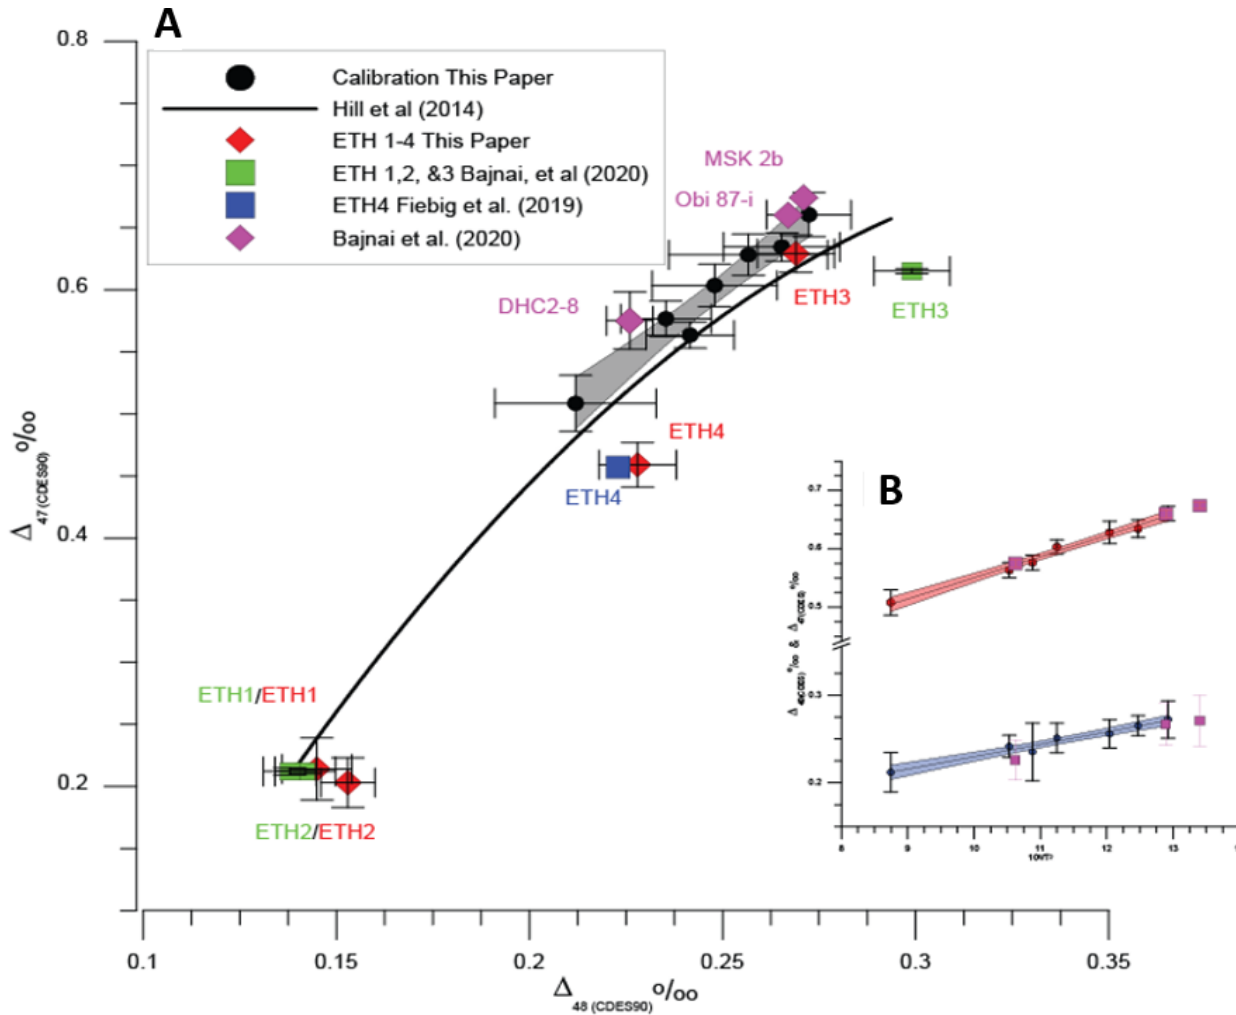 A
0.8
0.6
0.4
0.2
Δ47 (CDES90)‰
Calibration This Paper
Hill et al (2014)
ETH 1-4 This Paper
ETH 1,2, &3 Bajnai, et al (2020)
ETH4 Fiebig et al. (2019)
Bajnai et al. (2020)
MSK 2b
Obi 87-i
DHC2-8
ETH3
ETH3
ETH4
ETH4
ETH1/ETH1
ETH2/ETH2
0.1
0.15
0.2
0.25
0.3
0.35
Δ48 (CDES90)‰
B
0.7
0.6
0.5
0.3
0.2
8
9
10
11
12
13